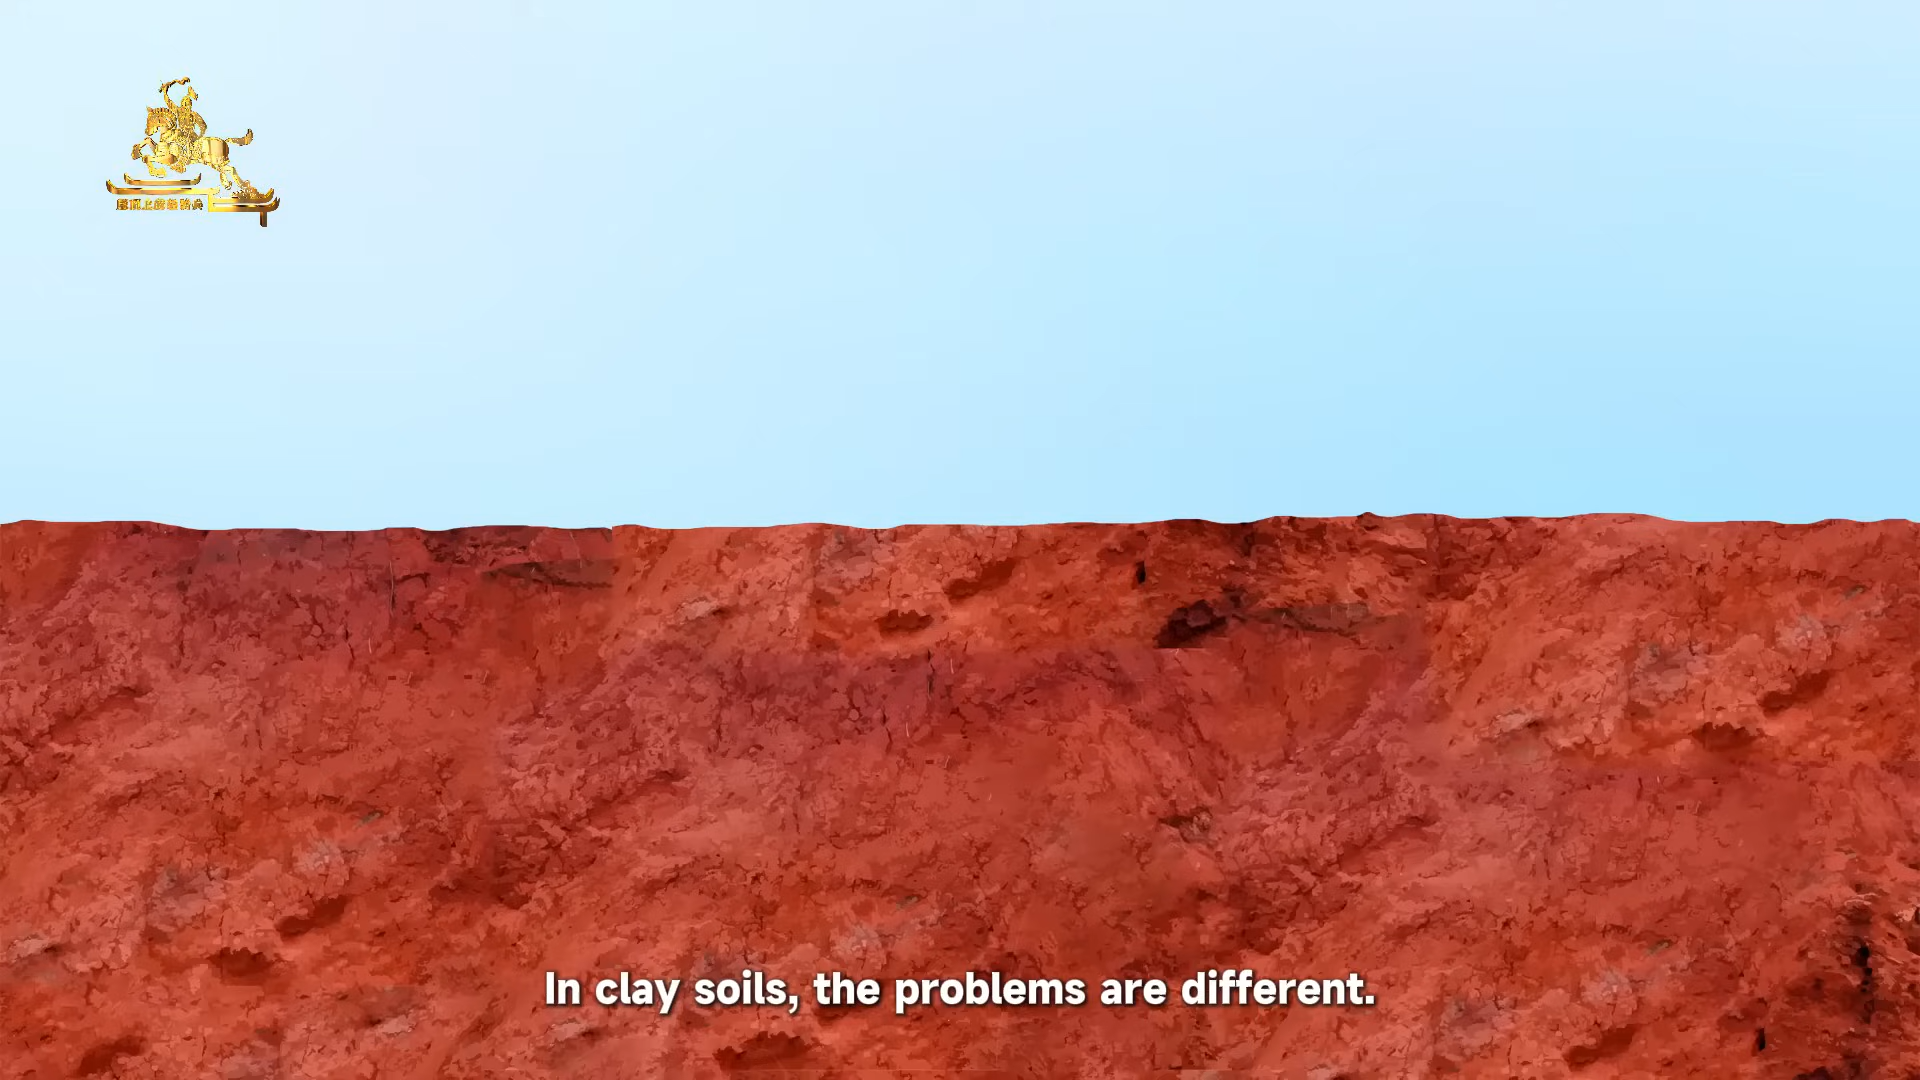 In clay soils, the problems are different.